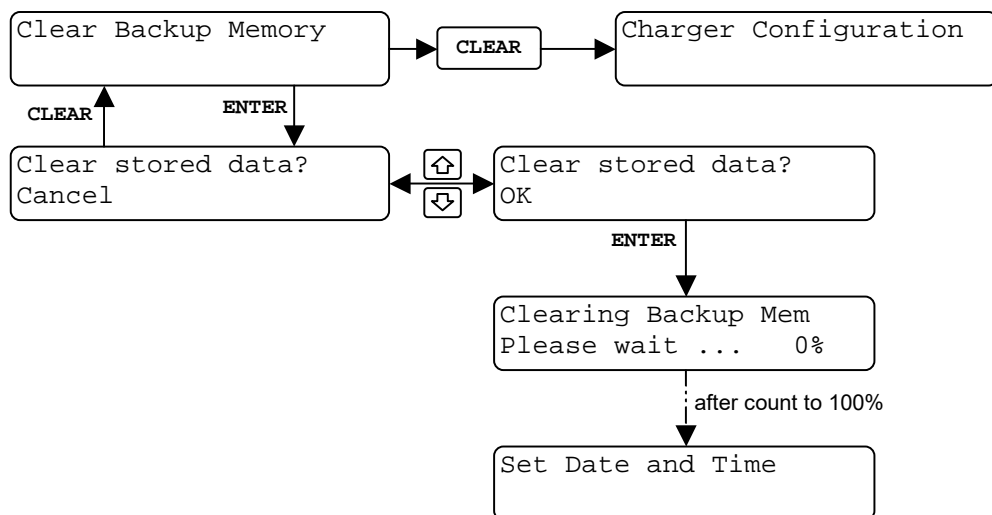 Clear Backup Memory
CLEAR
Charger Configuration
CLEAR
ENTER
Clear stored data?
Cancel
Clear stored data?
OK
ENTER
Clearing Backup Mem
Please wait ... 0%
after count to 100%
Set Date and Time